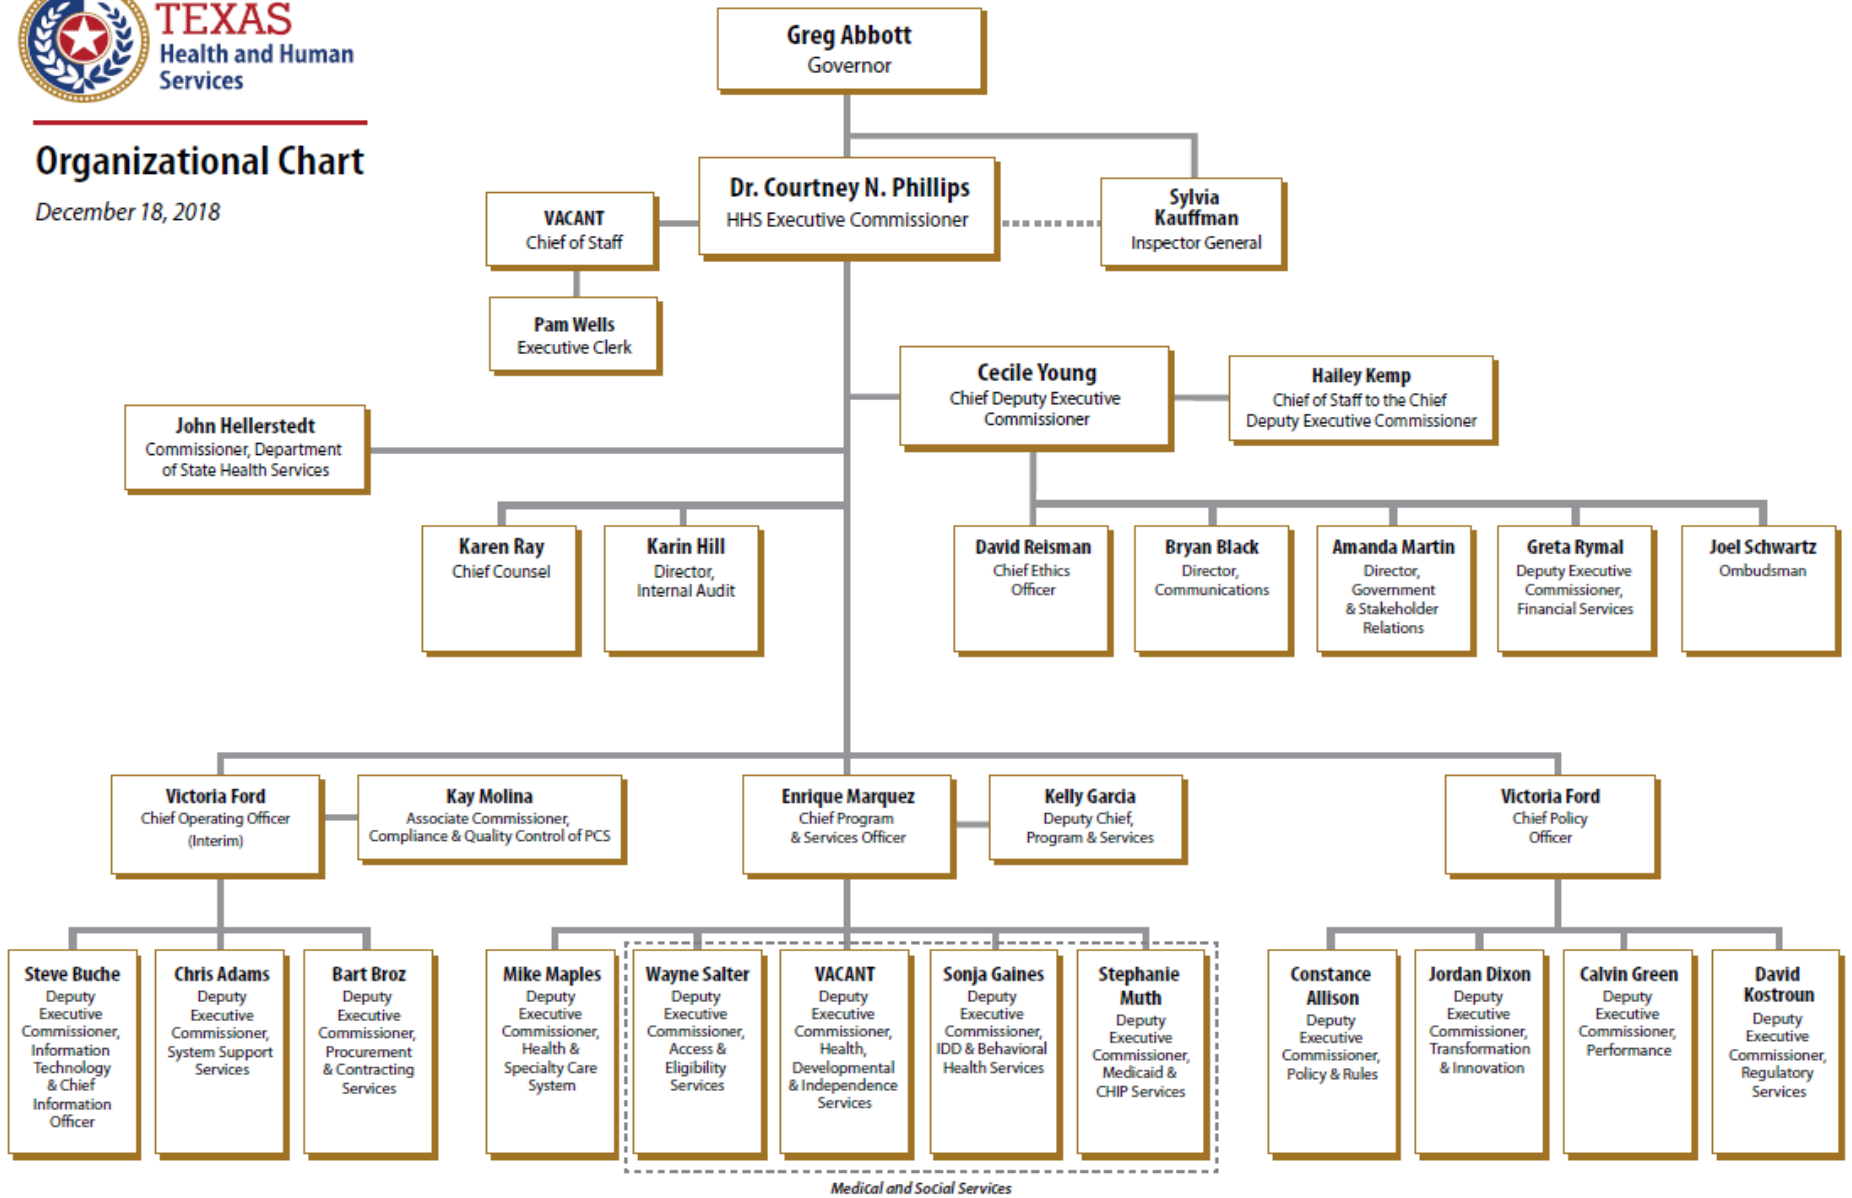 TEXAS
Health and Human
Services
Organizational Chart
December 18, 2018
Greg Abbott
Governor
Dr. Courtney N. Phillips
HHS Executive Commissioner
Sylvia
Kauffman
Inspector General
VACANT
Chief of Staff
Pam Wells
Executive Clerk
Cecile Young
Chief Deputy Executive
Commissioner
Hailey Kemp
Chief of Staff to the Chief
Deputy Executive Commissioner
John Hellerstedt
Commissioner, Department
of State Health Services
Karen Ray
Chief Counsel
Karin Hill
Director,
Internal Audit
David Reisman
Chief Ethics
Officer
Bryan Black
Director,
Communications
Amanda Martin
Director,
Government
& Stakeholder
Relations
Greta Rymal
Deputy Executive
Commissioner,
Financial Services
Joel Schwartz
Ombudsman
Victoria Ford
Chief Operating Officer
(Interim)
Kay Molina
Associate Commissioner,
Compliance & Quality Control of PCS
Enrique Marquez
Chief Program
& Services Officer
Kelly Garcia
Deputy Chief,
Program & Services
Victoria Ford
Chief Policy
Officer
Steve Buche
Deputy
Executive
Commissioner,
Information
Technology
& Chief
Information
Officer
Chris Adams
Deputy
Executive
Commissioner,
System Support
Services
Bart Broz
Deputy
Executive
Commissioner,
Procurement
& Contracting
Services
Mike Maples
Deputy
Executive
Commissioner,
Health &
Specialty Care
System
Wayne Salter
Deputy
Executive
Commissioner,
Access &
Eligibility
Services
VACANT
Deputy
Executive
Commissioner,
Health,
Developmental
& Independence
Services
Sonja Gaines
Deputy
Executive
Commissioner,
IDD & Behavioral
Health Services
Stephanie
Muth
Deputy
Executive
Commissioner,
Medicaid &
CHIP Services
Constance
Allison
Deputy
Executive
Commissioner,
Policy & Rules
Jordan Dixon
Deputy
Executive
Commissioner,
Transformation
& Innovation
Calvin Green
Deputy
Executive
Commissioner,
Performance
David
Kostroun
Deputy
Executive
Commissioner,
Regulatory
Services
Medical and Social Services